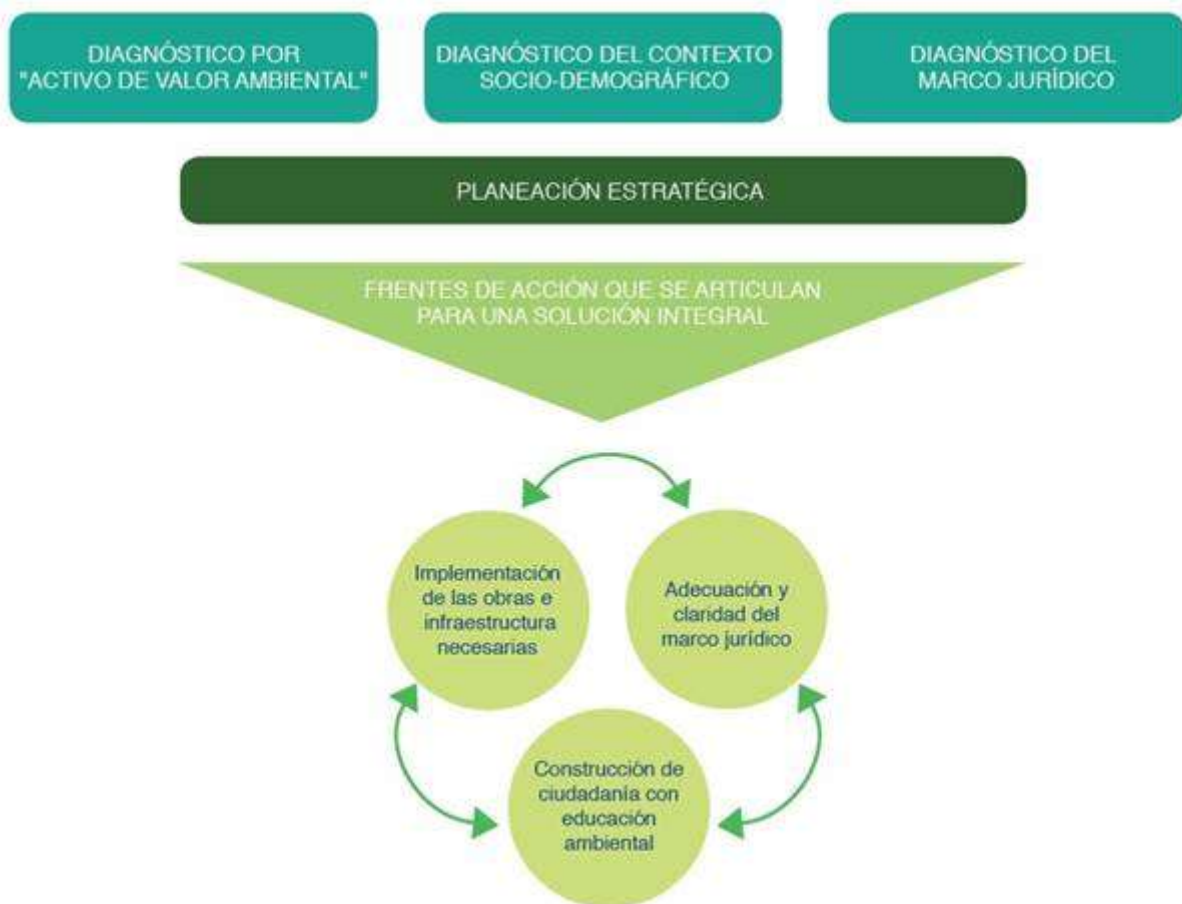 DIAGNÓSTICO POR
"ACTIVO DE VALOR AMBIENTAL"
DIAGNÓSTICO DEL CONTEXTO
SOCIO-DEMOGRÁFICO
DIAGNÓSTICO DEL
MARCO JURÍDICO
PLANEACIÓN ESTRATÉGICA
FRENTES DE ACCIÓN QUE SE ARTICULAN
PARA UNA SOLUCIÓN INTEGRAL
Implementación
de las obras e
infraestructura
necesarias
Adecuación y
claridad del
marco jurídico
Construcción de
ciudadanía con
educación
ambiental